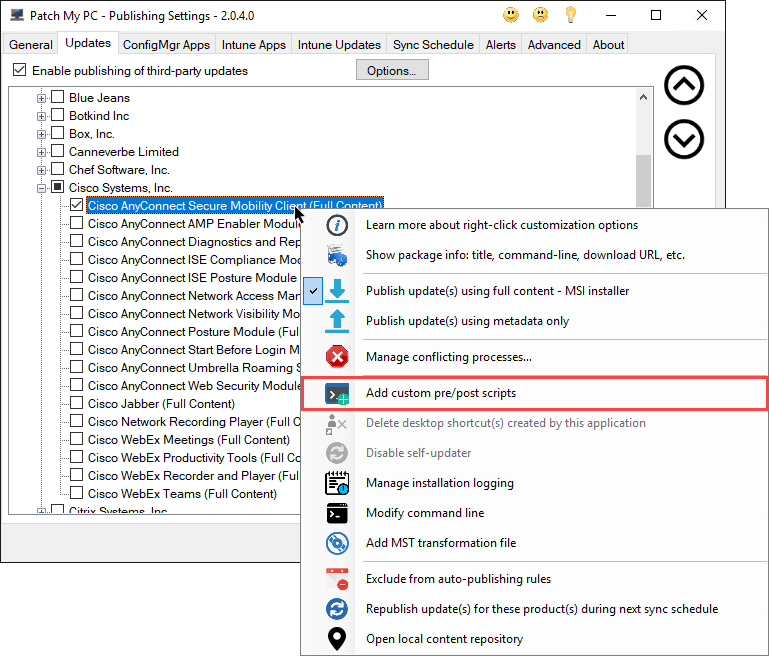 Patch My PC - Publishing Settings - 2.0.4.0
General Updates ConfigMgr Apps Intune Apps Intune Updates Sync Schedule Alerts Advanced About
Enable publishing of third-party updates Options...
Blue Jeans
Botkind Inc
Box, Inc.
Canneverbe Limited
Chef Software, Inc.
Cisco Systems, Inc.
Cisco AnyConnect Secure Mobility Client (Full Content)
Cisco AnyConnect AMP Enabler Module
Cisco AnyConnect Diagnostics and Rep
Cisco AnyConnect ISE Compliance Mod
Cisco AnyConnect ISE Posture Module
Cisco AnyConnect Network Access Man
Cisco AnyConnect Network Visibility Mo
Cisco AnyConnect Posture Module (Full
Cisco AnyConnect Start Before Login M
Cisco AnyConnect Umbrella Roaming S
Cisco AnyConnect Web Security Module
Cisco Jabber (Full Content)
Cisco Network Recording Player (Full C
Cisco WebEx Meetings (Full Content)
Cisco WebEx Productivity Tools (Full Con
Cisco WebEx Recorder and Player (Full
Cisco WebEx Teams (Full Content)
Citrix Systems, Inc.
Learn more about right-click customization options
Show package info: title, command-line, download URL, etc.
Publish update(s) using full content - MSI installer
Publish update(s) using metadata only
Manage conflicting processes...
Add custom pre/post scripts
Delete desktop shortcut(s) created by this application
Disable self-updater
Manage installation logging
Modify command line
Add MST transformation file
Exclude from auto-publishing rules
Republish update(s) for these product(s) during next sync schedule
Open local content repository